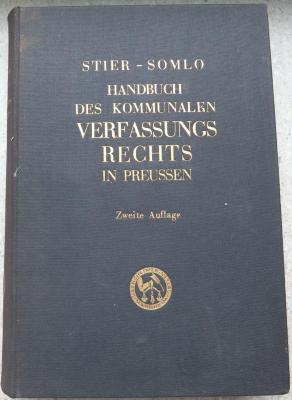 STIER-SOMLO
HANDBUCH
DES KOMMUNALEN
VERFASSUNGS
RECHTS
IN PREUSSEN
Zweite Auflage